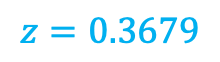 z = 0.3679